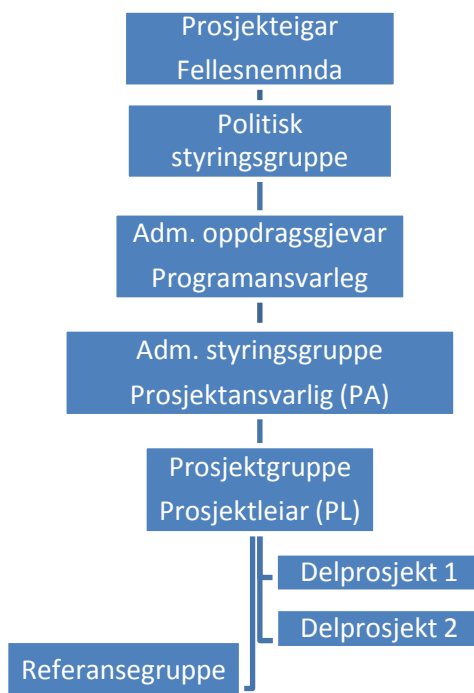 Prosjekteigar
Fellesnemnda
Politisk
styringsgruppe
Adm. oppdragsgjevar
Programansvarleg
Adm. styringsgruppe
Prosjektansvarlig (PA)
Prosjektgruppe
Prosjektleiar (PL)
Delprosjekt 1
Delprosjekt 2
Referansegruppe